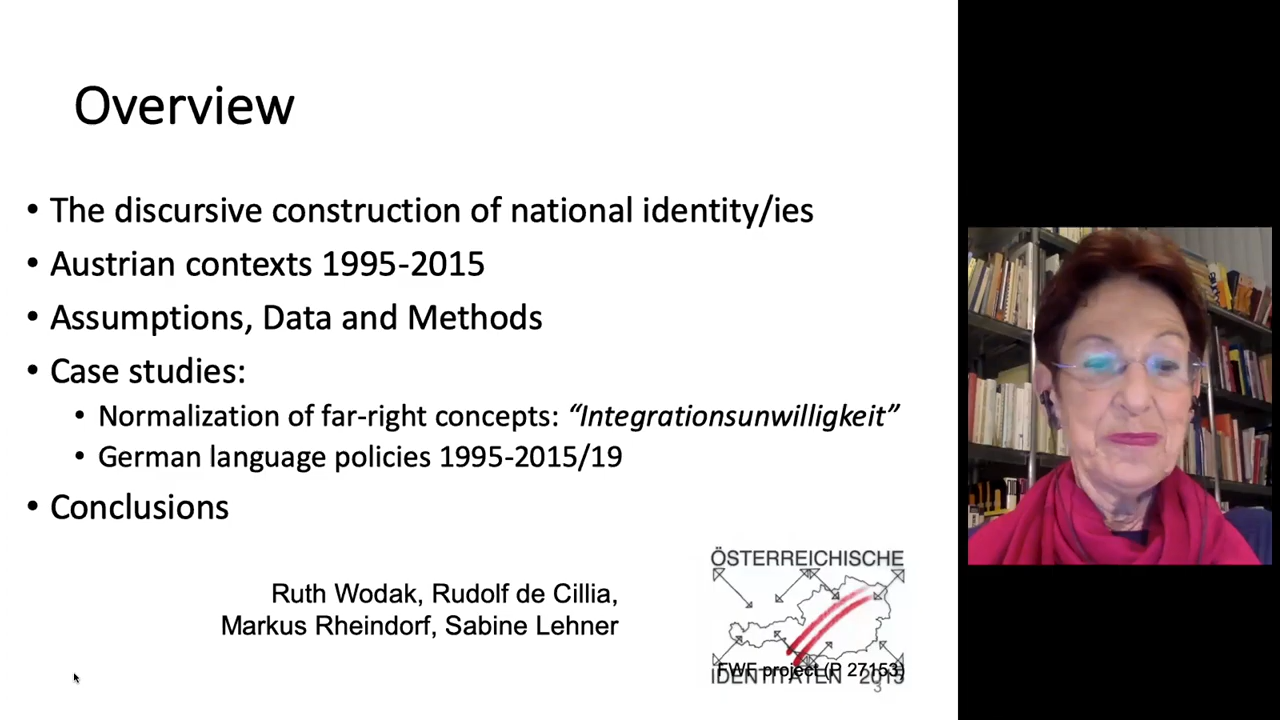 Overview
• The discursive construction of national identity/ies
• Austrian contexts 1995-2015
• Assumptions, Data and Methods
• Case studies:
• Normalization of far-right concepts: “Integrationsunwilligkeit”
• German language policies 1995-2015/19
• Conclusions
Ruth Wodak, Rudolf de Cillia,
Markus Rheindorf, Sabine Lehner
ÖSTERREICHISCHE
FWF project (P 27153)
IDENTITÄTEN 2015
3